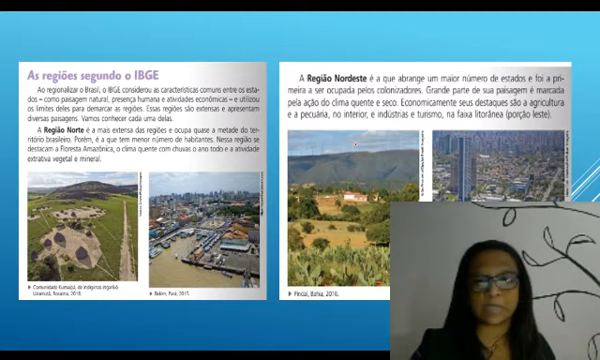 As regiões segundo o IBGE
Ao regionalizar o Brasil, o IBGE considerou as características comuns entre os esta-
dos – como paisagem natural, presença humana e atividades econômicas – e utilizou
os limites deles para demarcar as regiões. Essas regiões são extensas e apresentam
diversas paisagens. Vamos conhecer cada uma delas.
A Região Norte é a mais extensa das regiões e ocupa quase a metade do ter-
ritório brasileiro. Porém, é a que tem menor número de habitantes. Nessa região se
destacam a Floresta Amazônica, o clima quente com chuvas o ano todo e a atividade
extrativa vegetal e mineral.
Comunidade Kumaipá, de indígenas Ingarikó
Uiramutã, Roraima, 2018.
Belém, Pará, 2015.
A Região Nordeste é a que abrange um maior número de estados e foi a pri-
meira a ser ocupada pelos colonizadores. Grande parte de sua paisagem é marcada
pela ação do clima quente e seco. Economicamente seus destaques são a agricultura
e a pecuária, no interior, e indústrias e turismo, na faixa litorânea (porção leste).
Bahia, 2016.